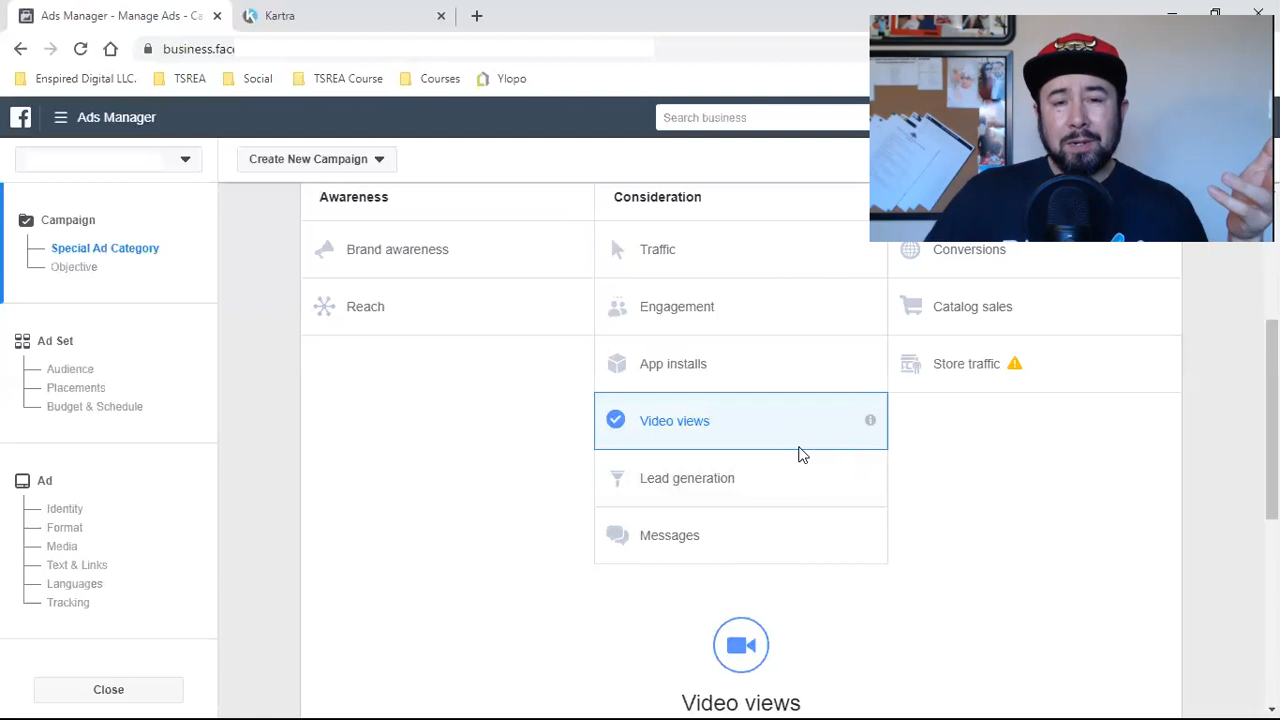 Ads Manager - Manage Ads - Ca
Kartra
business.fac
Enspired Digital LLC.
TREA
Social
TSREA Course
Courses
Ylopo
Ads Manager
Search business
Create New Campaign
Campaign
Special Ad Category
Objective
Ad Set
Audience
Placements
Budget & Schedule
Ad
Identity
Format
Media
Text & Links
Languages
Tracking
Close
Awareness
Consideration
Brand awareness
Traffic
Conversions
Reach
Engagement
Catalog sales
App installs
Store traffic
Video views
Lead generation
Messages
Video views